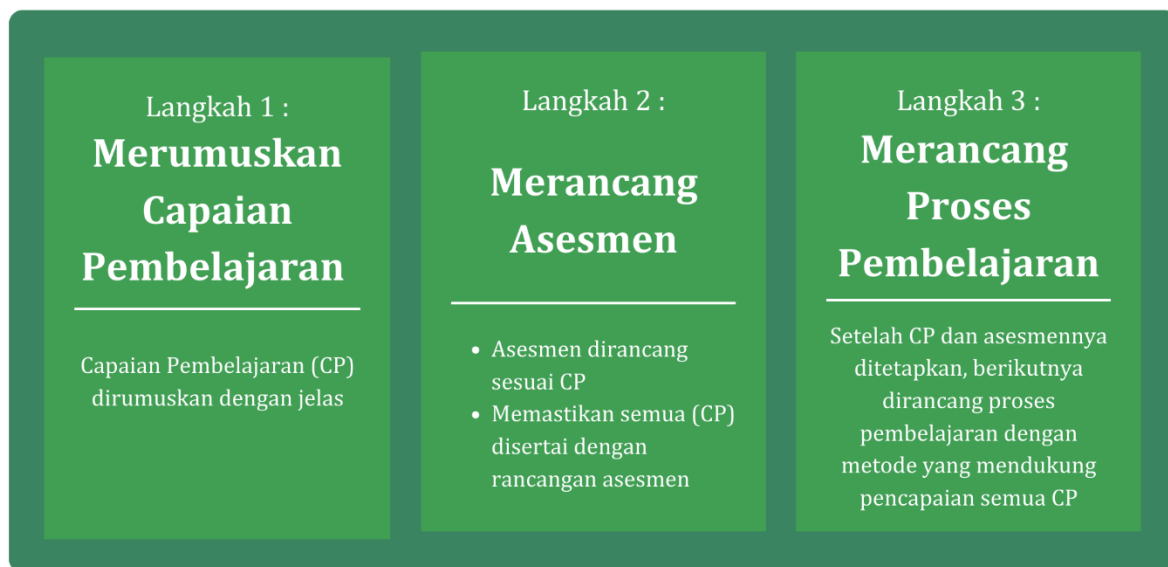 Langkah 1 :
Merumuskan
Capaian
Pembelajaran
Capaian Pembelajaran (CP)
dirumuskan dengan jelas
Langkah 2 :
Merancang
Asesmen
• Asesmen dirancang
sesuai CP
• Memastikan semua (CP)
disertai dengan
rancangan asesmen
Langkah 3 :
Merancang
Proses
Pembelajaran
Setelah CP dan asesmennya
ditetapkan, berikutnya
dirancang proses
pembelajaran dengan
metode yang mendukung
pencapaian semua CP